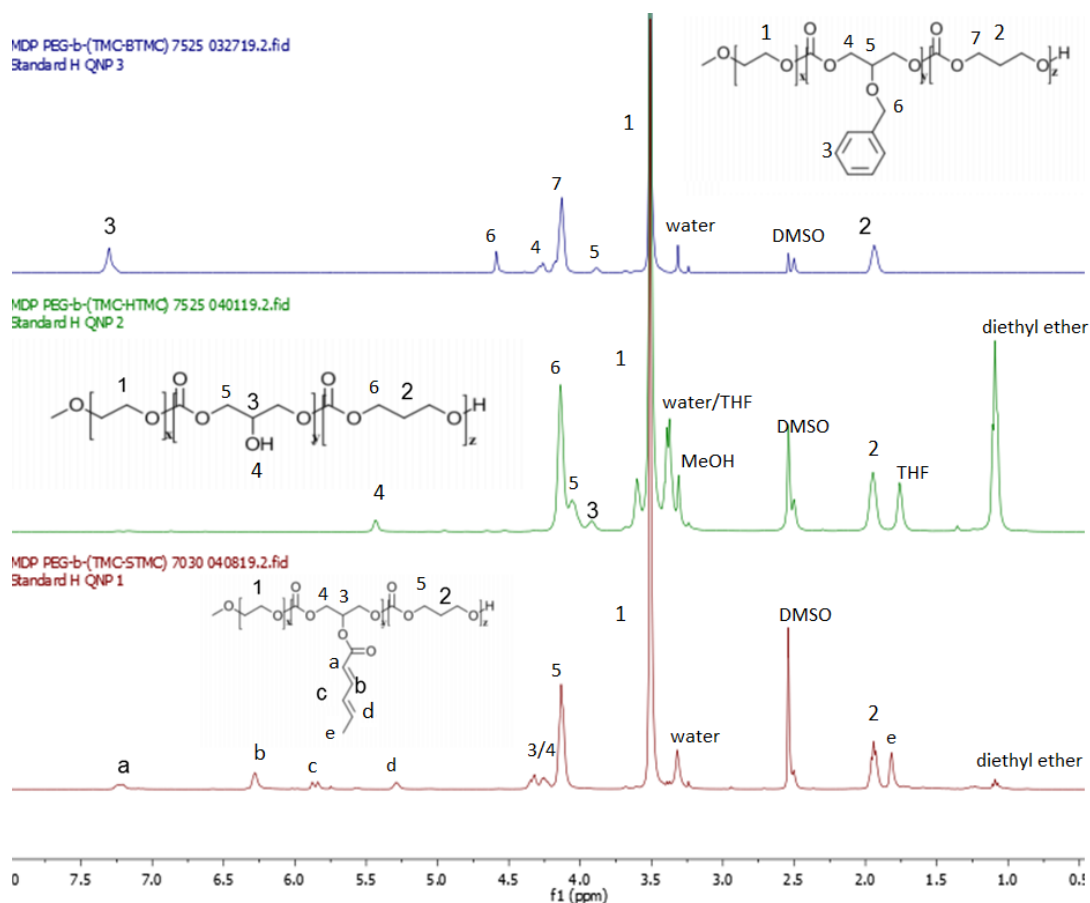 MDP PEG-b-(TMC-BTMC) 7525 032719.2.fid
Standard H QNP 3
1
O
4
5
7
2
O
O
O
O
O
O
O
H
x
y
z
O
6
3
1
3
6
4
7
5
water
DMSO
2
MDP PEG-b-(TMC-HTMC) 7525 040119.2.fid
Standard H QNP 2
1
O
5
3
O
6
2
O
O
O
O
O
O
H
x
y
z
OH
4
4
6
5
3
1
water/THF
MeOH
DMSO
2
THF
diethyl ether
MDP PEG-b-(TMC-STMC) 7030 040819.2.fid
Standard H QNP 1
1
O
4
3
O
5
2
O
O
O
O
O
O
H
x
z
O
O
a
b
c
d
e
a
b
c
d
3/4
5
1
water
DMSO
2
e
diethyl ether
0 7.5 7.0 6.5 6.0 5.5 5.0 4.5 4.0 3.5 3.0 2.5 2.0 1.5 1.0 0.5
f1 (ppm)